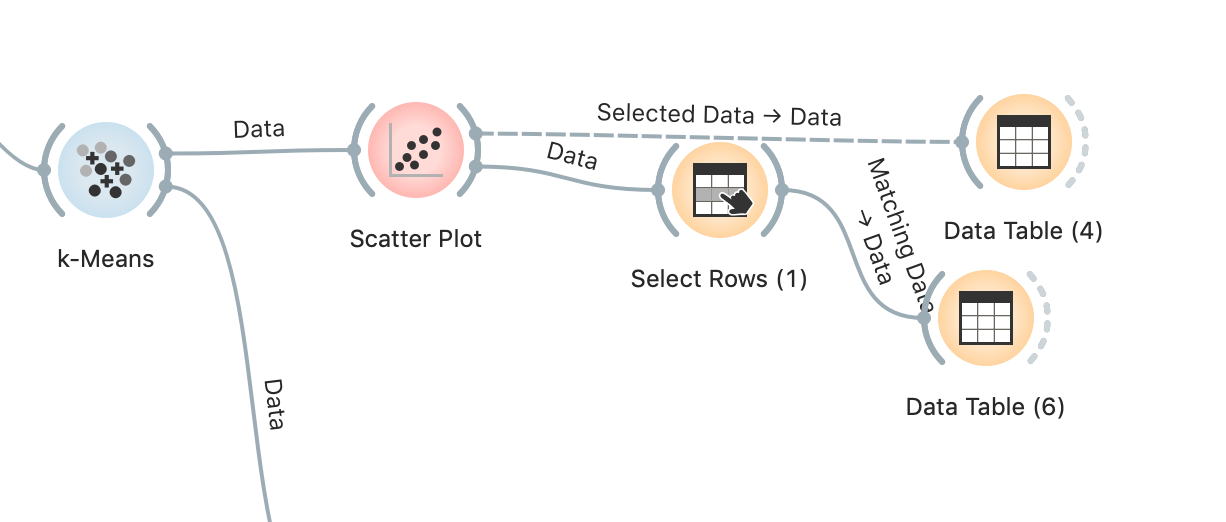 Data
Selected Data → Data
Data
Matching Data
→ Data
k-Means
Scatter Plot
Select Rows (1)
Data Table (4)
Data Table (6)
Data